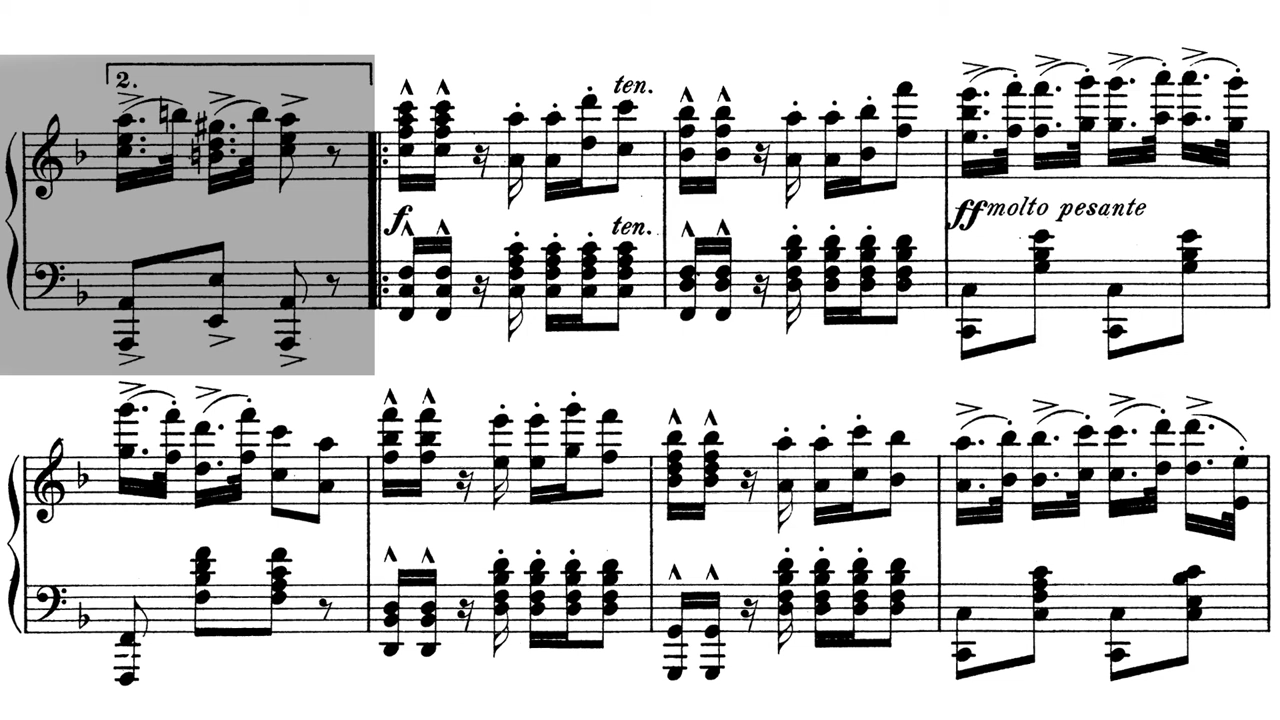 2.
ten.
f
ten.
ff molto pesante